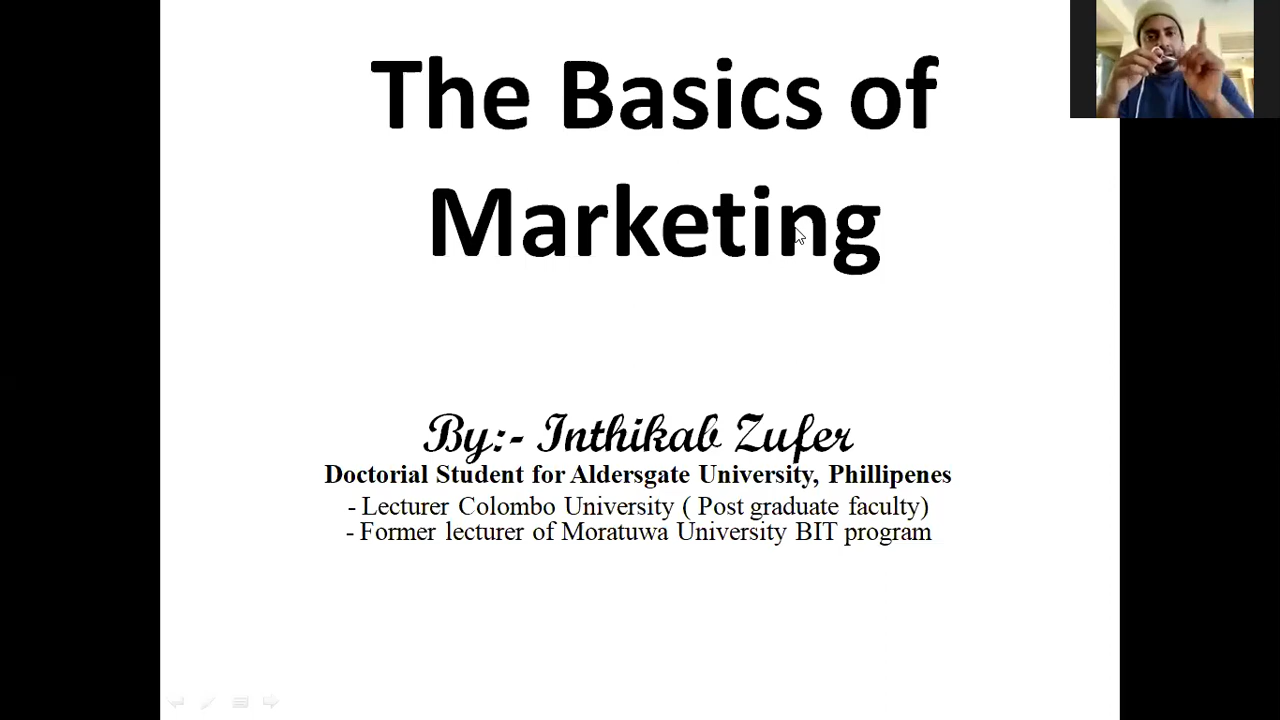 The Basics of
Marketing
By:- Inthikab Zufer
Doctorial Student for Aldersgate University, Phillipenes
- Lecturer Colombo University ( Post graduate faculty)
- Former lecturer of Moratuwa University BIT program